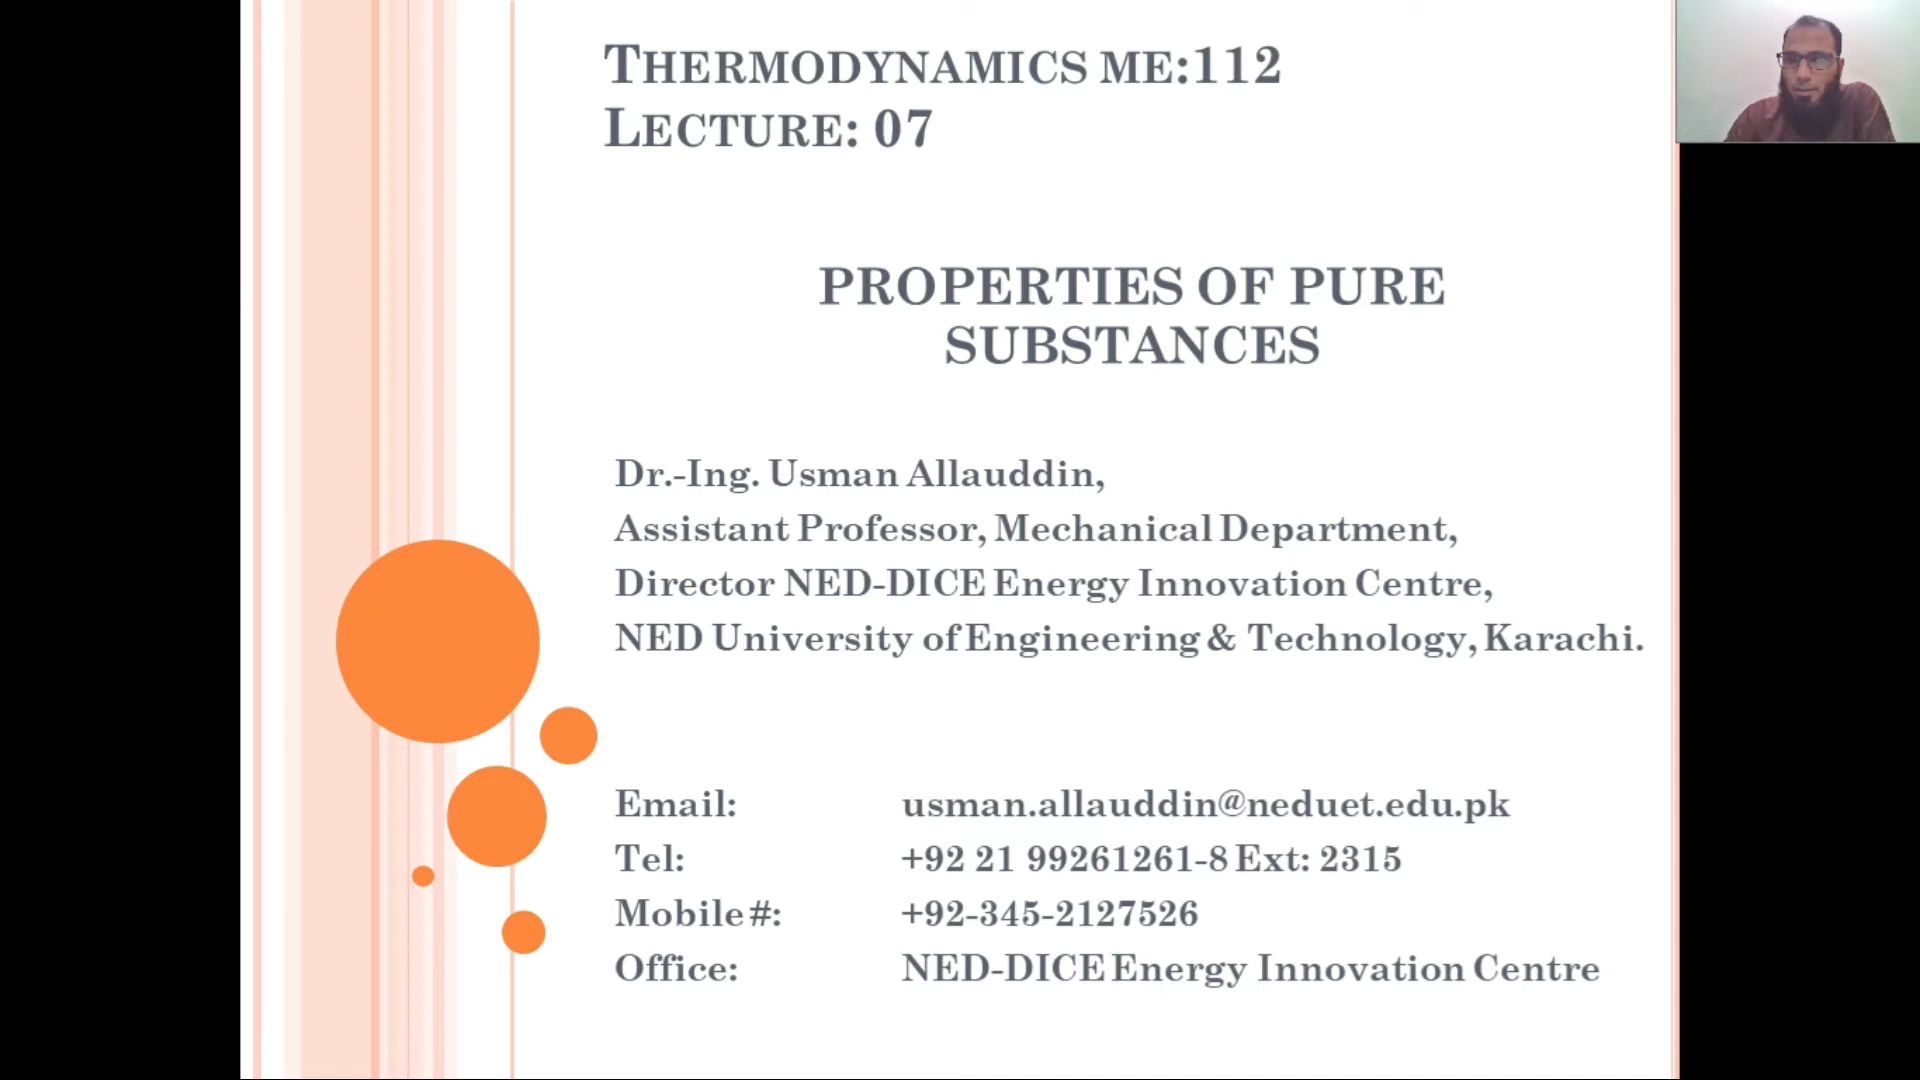 THERMODYNAMICS ME:112
LECTURE: 07
PROPERTIES OF PURE
SUBSTANCES
Dr.-Ing. Usman Allauddin,
Assistant Professor, Mechanical Department,
Director NED-DICE Energy Innovation Centre,
NED University of Engineering & Technology, Karachi.
Email: usman.allauddin@neduet.edu.pk
Tel: +92 21 99261261-8 Ext: 2315
Mobile #: +92-345-2127526
Office: NED-DICE Energy Innovation Centre